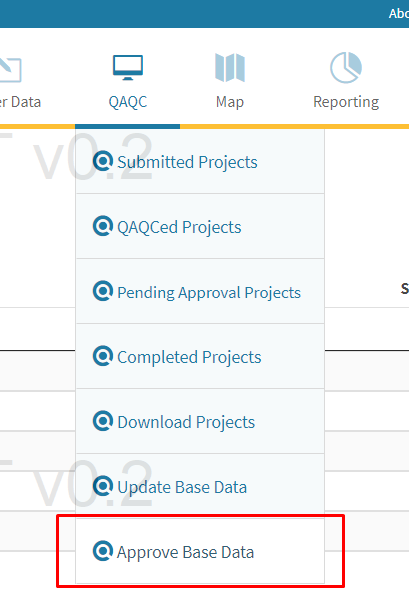 Abo
er Data
QAQC
Map
Reporting
T v0.2
Submitted Projects
QAQCed Projects
S
Pending Approval Projects
Completed Projects
Download Projects
T v0.2
Update Base Data
Approve Base Data